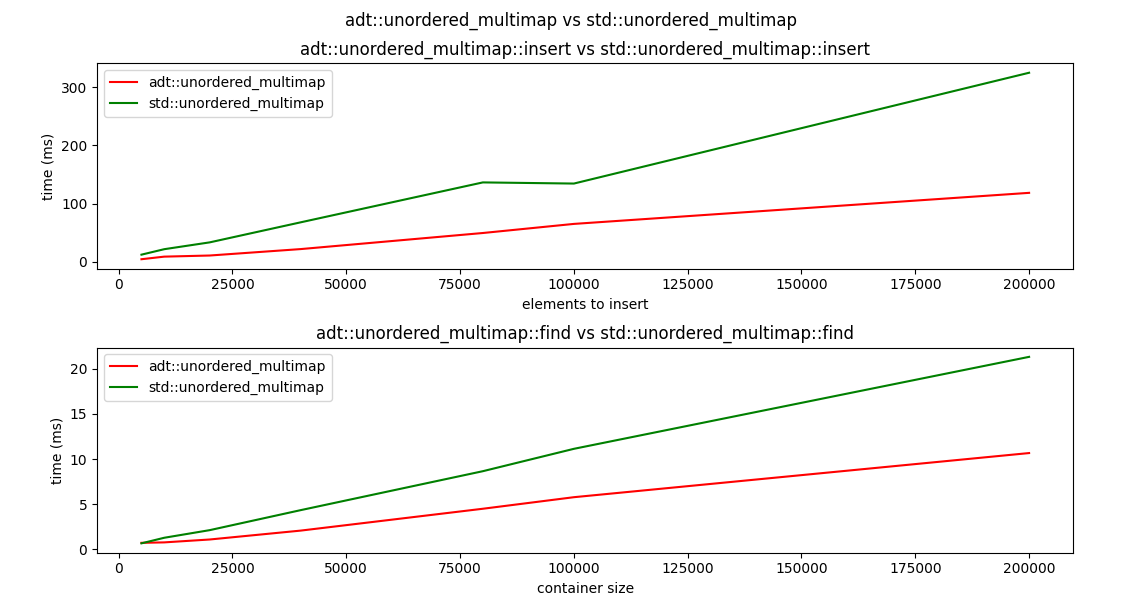 adt::unordered_multimap vs std::unordered_multimap
adt::unordered_multimap::insert vs std::unordered_multimap::insert
adt::unordered_multimap
std::unordered_multimap
time (ms)
300
200
100
0
0 25000 50000 75000 100000 125000 150000 175000 200000
elements to insert
adt::unordered_multimap::find vs std::unordered_multimap::find
adt::unordered_multimap
std::unordered_multimap
time (ms)
20
15
10
5
0
0 25000 50000 75000 100000 125000 150000 175000 200000
container size